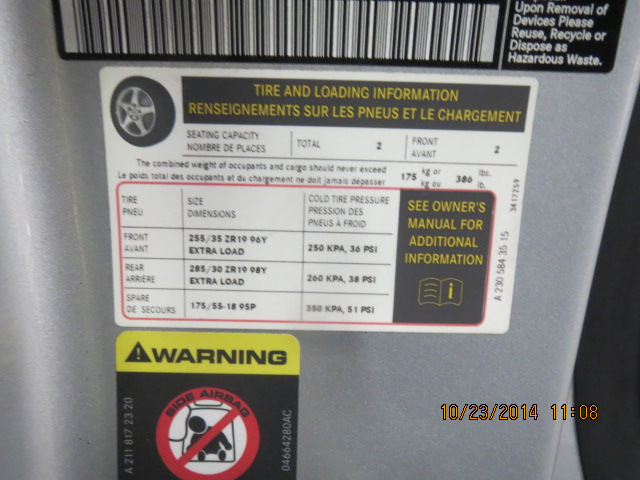 Upon Removal of
Devices Please
Reuse, Recycle or
Dispose as
Hazardous Waste.
TIRE AND LOADING INFORMATION
RENSEIGNEMENTS SUR LES PNEUS ET LE CHARGEMENT
SEATING CAPACITY
NOMBRE DE PLACES
TOTAL 2
FRONT
AVANT
2
The combined weight of occupants and cargo should never exceed
Le poids total des occupants et du chargement ne doit jamais dépasser
175 kg or
kg ou
386 lbs.
lb.
TIRE
PNEU
SIZE
DIMENSIONS
COLD TIRE PRESSURE
PRESSION DES
PNEUS À FROID
FRONT
AVANT
255/35 ZR19 96Y
EXTRA LOAD
250 KPA, 36 PSI
REAR
ARRIÈRE
285/30 ZR19 98Y
EXTRA LOAD
260 KPA, 38 PSI
SPARE
DE SECOURS
175/55-18 95P
350 KPA, 51 PSI
SEE OWNER'S
MANUAL FOR
ADDITIONAL
INFORMATION
i
3417259
A 230 584 35 15
WARNING
SIDE AIRBAG
A 211 817 23 20
04664280AC
10/23/2014 11:08